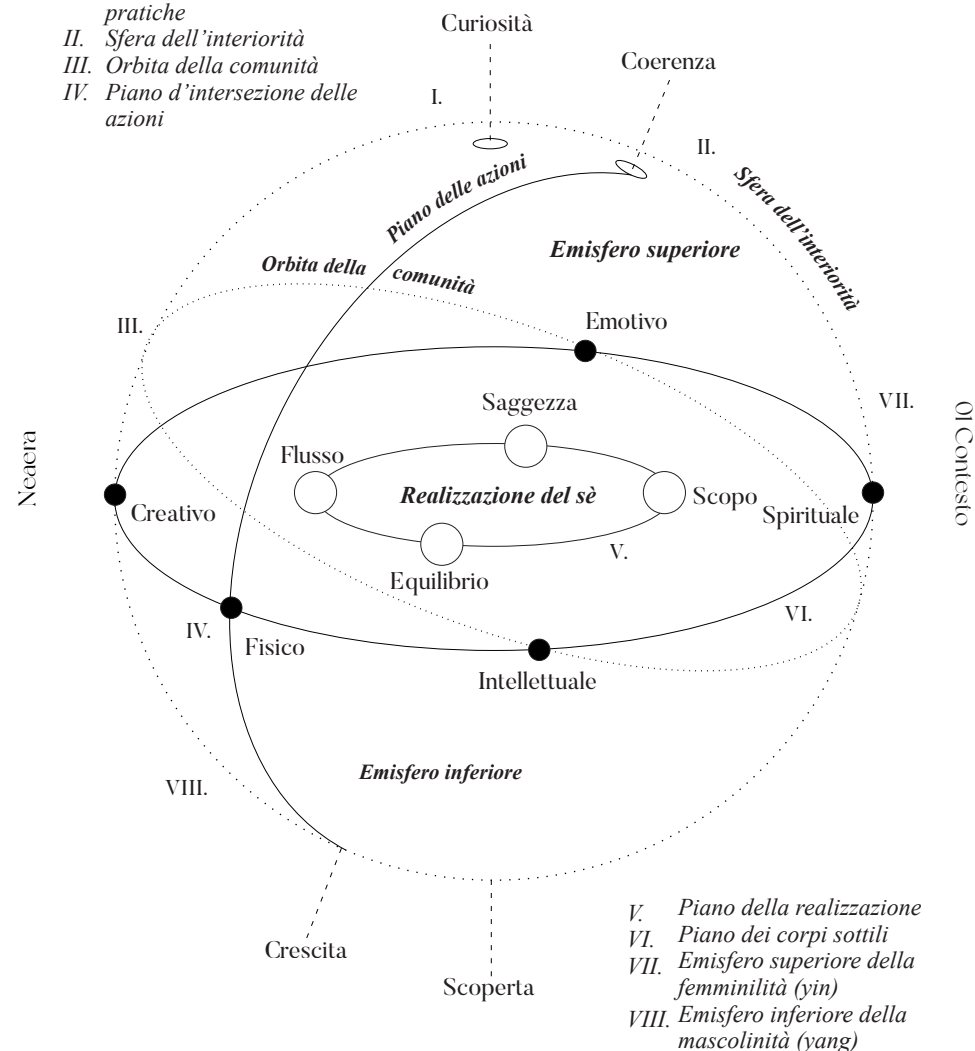 pratiche
II. Sfera dell'interiorità
III. Orbita della comunità
IV. Piano d'intersezione delle
azioni
Curiosità
Coerenza
I.
II.
Piano delle azioni
Sfera dell'interiorità
Emisfero superiore
Orbita della comunità
III.
Emotivo
VII.
Saggezza
Neaera
01 Contesto
Flusso
Realizzazione del sè
Scopo
Creativo
Spirituale
V.
Equilibrio
VI.
IV.
Fisico
Intellettuale
Emisfero inferiore
VIII.
Crescita
Scoperta
V. Piano della realizzazione
VI. Piano dei corpi sottili
VII. Emisfero superiore della
femminilità (yin)
VIII. Emisfero inferiore della
mascolinità (yang)